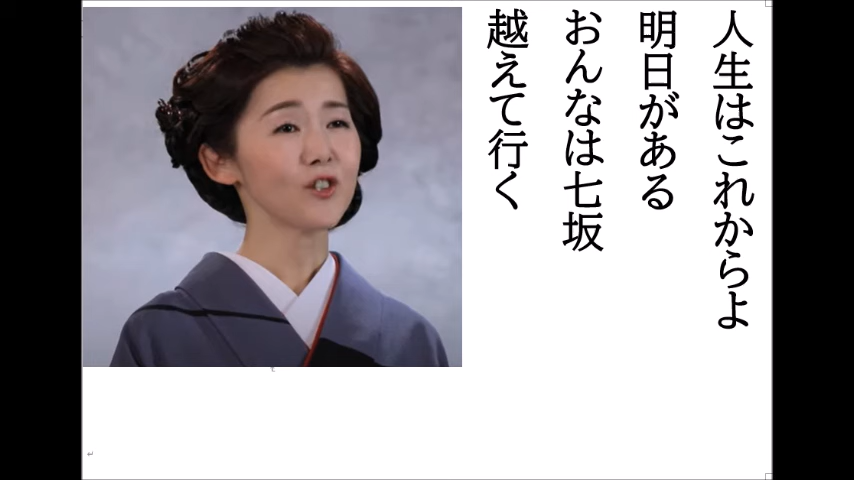 人生はこれからよ
明日がある
おんなは七坂
越えて行く